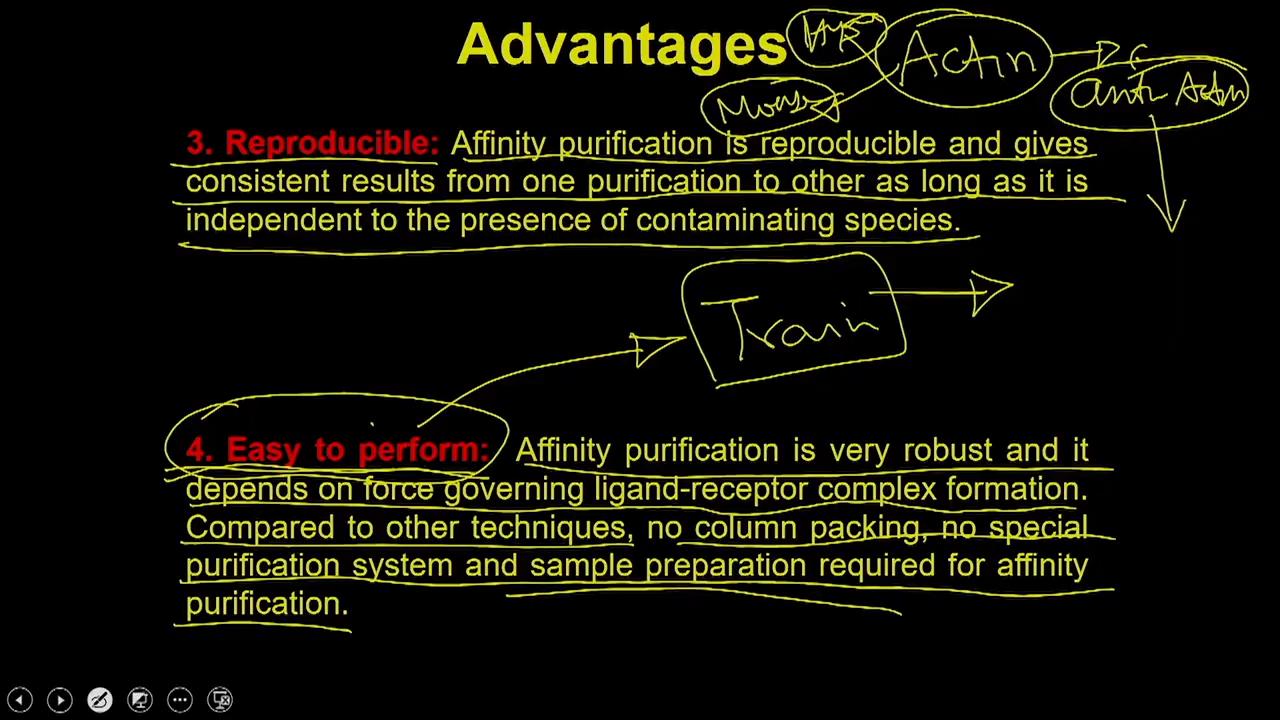 Advantages
Actin
Mouse
anti-Actin
3. Reproducible: Affinity purification is reproducible and gives
consistent results from one purification to other as long as it is
independent to the presence of contaminating species.
Train
4. Easy to perform: Affinity purification is very robust and it
depends on force governing ligand-receptor complex formation.
Compared to other techniques, no column packing, no special
purification system and sample preparation required for affinity
purification.